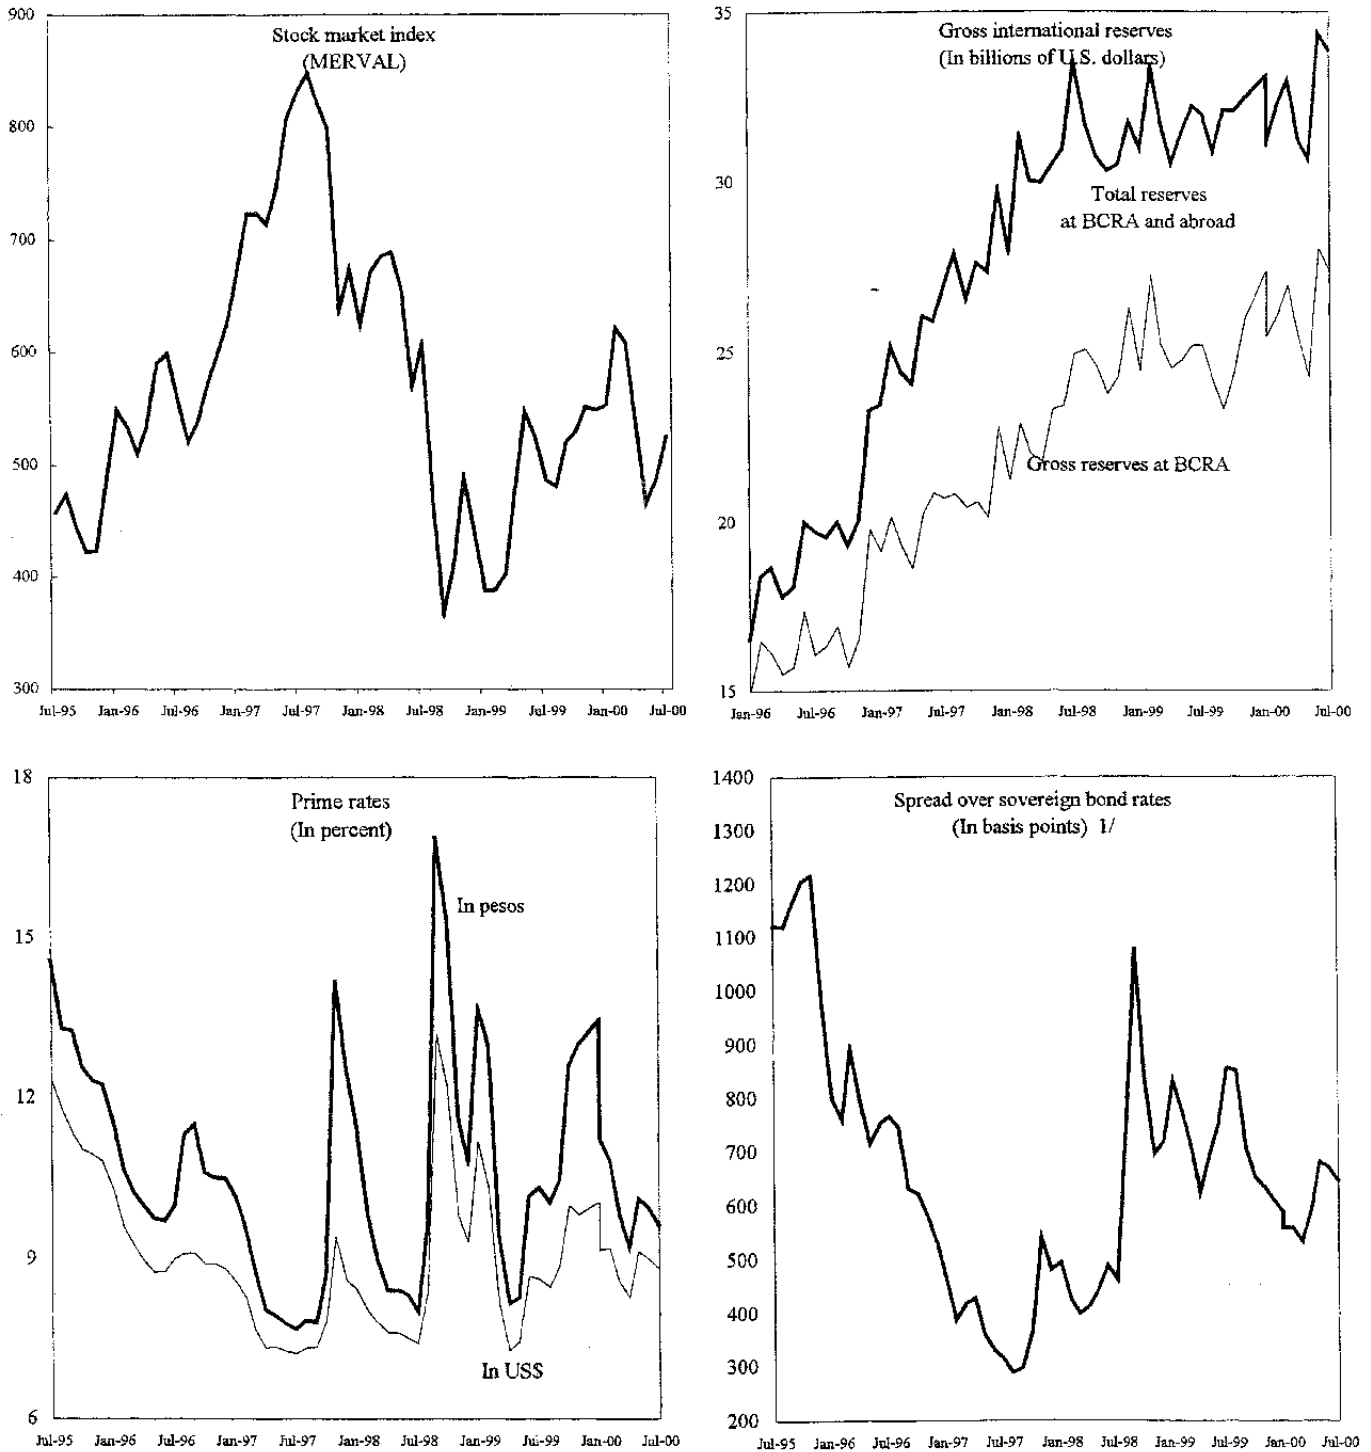 Stock market index
(MERVAL)
900
800
700
600
500
400
300
Jul-95 Jan-96 Jul-96 Jan-97 Jul-97 Jan-98 Jul-98 Jan-99 Jul-99 Jan-00 Jul-00
Gross international reserves
(In billions of U.S. dollars)
35
30
25
20
15
Total reserves
at BCRA and abroad
Gross reserves at BCRA
Jan-96 Jul-96 Jan-97 Jul-97 Jan-98 Jul-98 Jan-99 Jul-99 Jan-00 Jul-00
Prime rates
(In percent)
18
15
12
9
6
In pesos
In US$
Jul-95 Jan-96 Jul-96 Jan-97 Jul-97 Jan-98 Jul-98 Jan-99 Jul-99 Jan-00 Jul-00
Spread over sovereign bond rates
(In basis points) 1/
1400
1300
1200
1100
1000
900
800
700
600
500
400
300
200
Jul-95 Jan-96 Jul-96 Jan-97 Jul-97 Jan-98 Jul-98 Jan-99 Jul-99 Jan-00 Jul-00